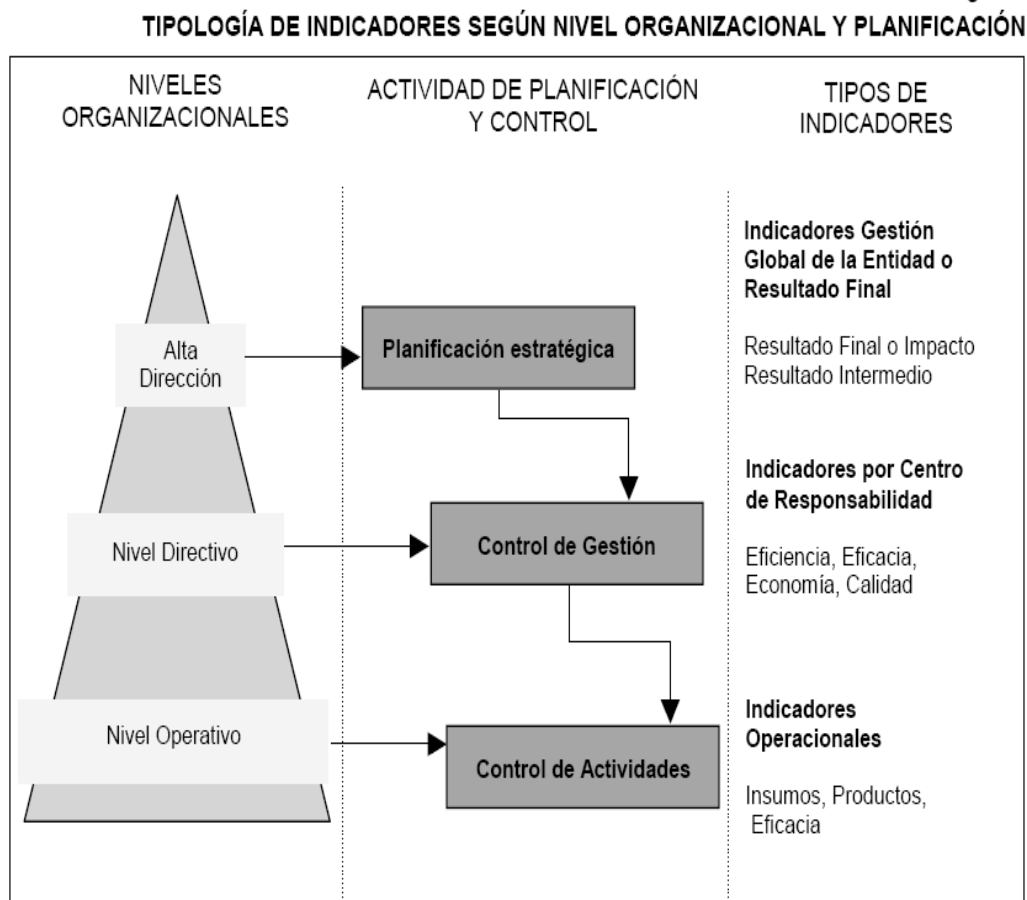 TIPOLOGÍA DE INDICADORES SEGÚN NIVEL ORGANIZACIONAL Y PLANIFICACIÓN
NIVELES
ORGANIZACIONALES
ACTIVIDAD DE PLANIFICACIÓN
Y CONTROL
TIPOS DE
INDICADORES
Alta
Dirección
Planificación estratégica
Indicadores Gestión
Global de la Entidad o
Resultado Final
Resultado Final o Impacto
Resultado Intermedio
Nivel Directivo
Control de Gestión
Indicadores por Centro
de Responsabilidad
Eficiencia, Eficacia,
Economía, Calidad
Nivel Operativo
Control de Actividades
Indicadores
Operacionales
Insumos, Productos,
Eficacia